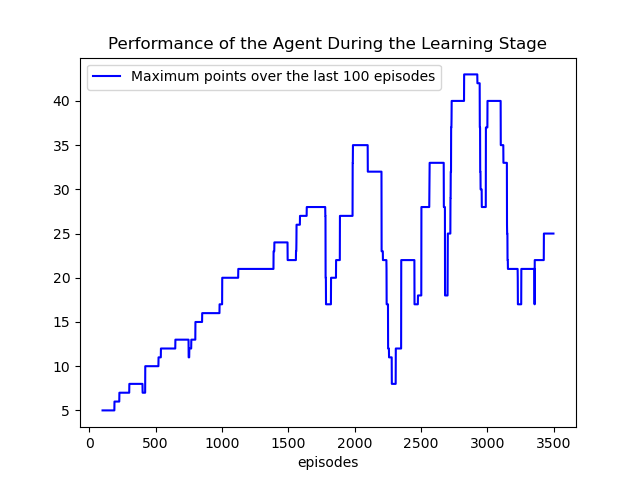 Performance of the Agent During the Learning Stage
Maximum points over the last 100 episodes
40
35
30
25
20
15
10
5
0 500 1000 1500 2000 2500 3000 3500
episodes